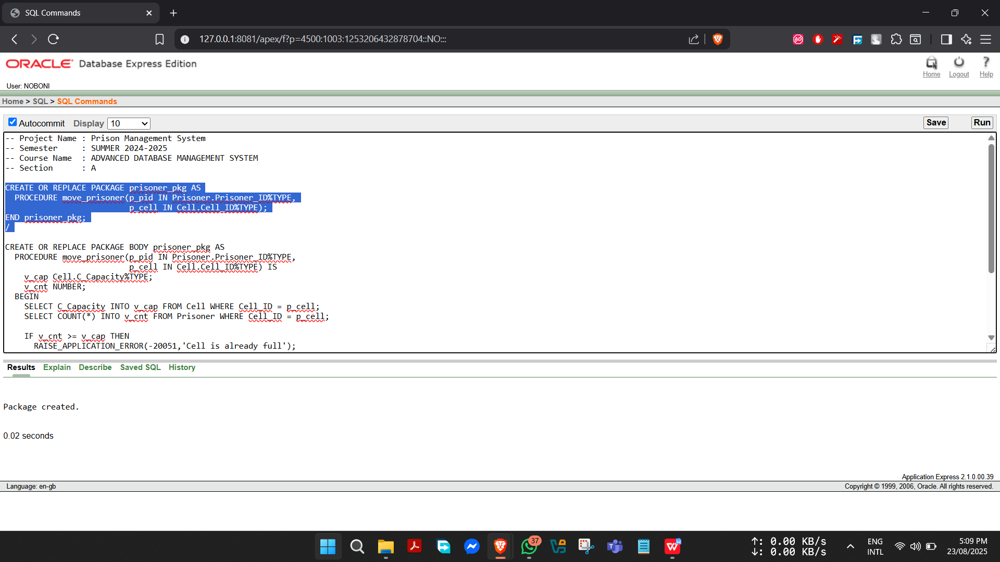 SQL Commands
127.0.0.1:8081/apex/f?p=4500:1003:1253206432878704::NO:::
ORACLE Database Express Edition
Home Logout Help
User: NOBONI
Home > SQL > SQL Commands
Autocommit Display 10 Save Run
-- Project Name : Prison Management System
-- Semester     : SUMMER 2024-2025
-- Course Name  : ADVANCED DATABASE MANAGEMENT SYSTEM
-- Section      : A
CREATE OR REPLACE PACKAGE prisoner_pkg AS
  PROCEDURE move_prisoner(p_pid IN Prisoner.Prisoner_ID%TYPE,
                          p_cell IN Cell.Cell_ID%TYPE);
END prisoner_pkg;
/
CREATE OR REPLACE PACKAGE BODY prisoner_pkg AS
  PROCEDURE move_prisoner(p_pid IN Prisoner.Prisoner_ID%TYPE,
                          p_cell IN Cell.Cell_ID%TYPE) IS
    v_cap Cell.C_Capacity%TYPE;
    v_cnt NUMBER;
  BEGIN
    SELECT C_Capacity INTO v_cap FROM Cell WHERE Cell_ID = p_cell;
    SELECT COUNT(*) INTO v_cnt FROM Prisoner WHERE Cell_ID = p_cell;
    IF v_cnt >= v_cap THEN
      RAISE_APPLICATION_ERROR(-20051,'Cell is already full');
Results Explain Describe Saved SQL History
Package created.
0.02 seconds
Application Express 2.1.0.00.39
Language: en-gb Copyright © 1999, 2006, Oracle. All rights reserved.
37
↑: 0.00 KB/s
↓: 0.00 KB/s
ENG
INTL
5:09 PM
23/08/2025